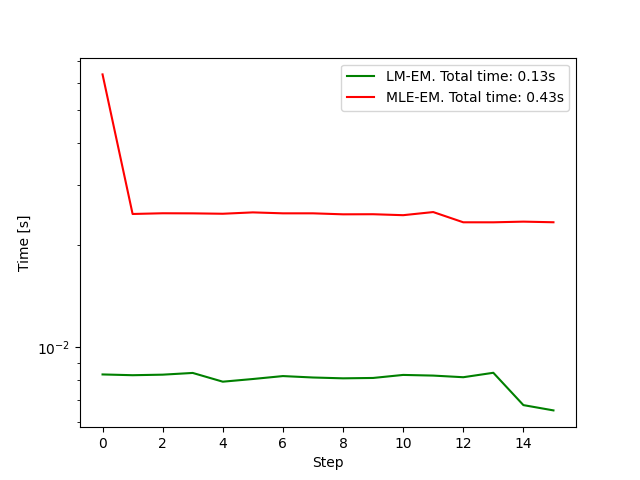 LM-EM. Total time: 0.13s
MLE-EM. Total time: 0.43s
Time [s]
10⁻²
0 2 4 6 8 10 12 14
Step